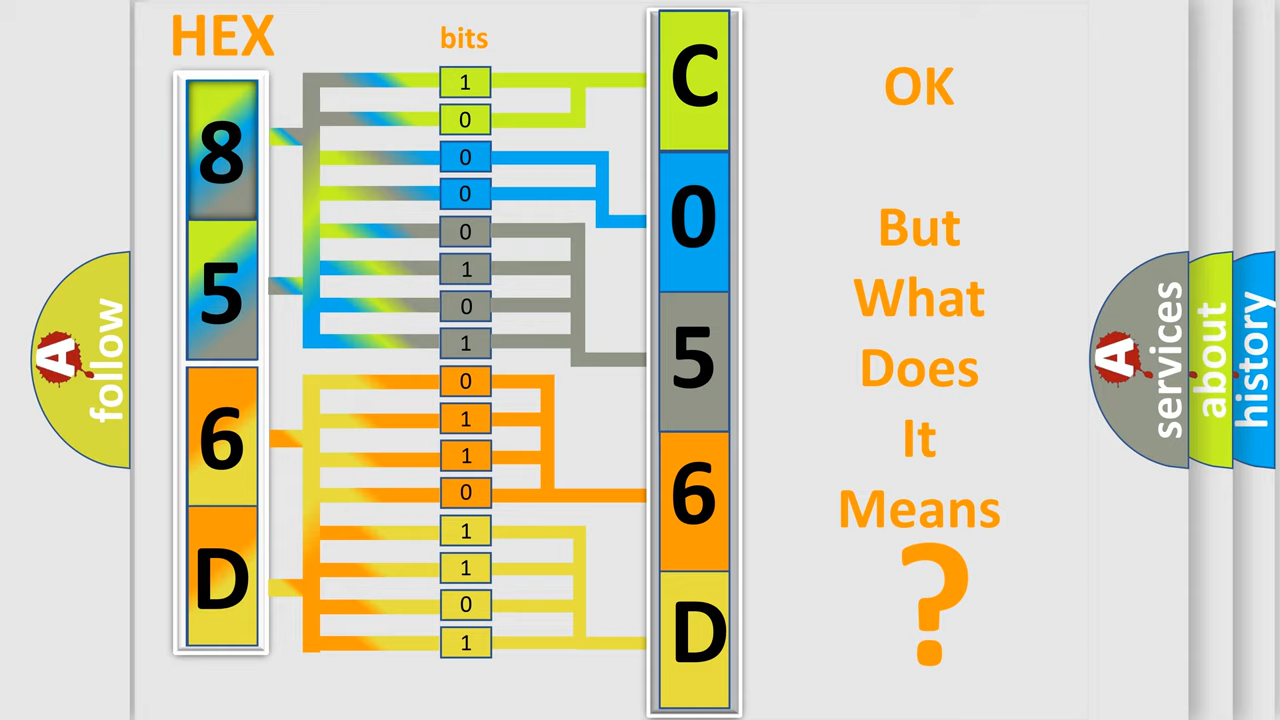 HEX
bits
8
5
6
D
1
0
0
0
0
1
0
1
0
1
1
0
1
1
0
1
C
0
5
6
D
OK
But
What
Does
It
Means
?
A
follow
A
services
about
history